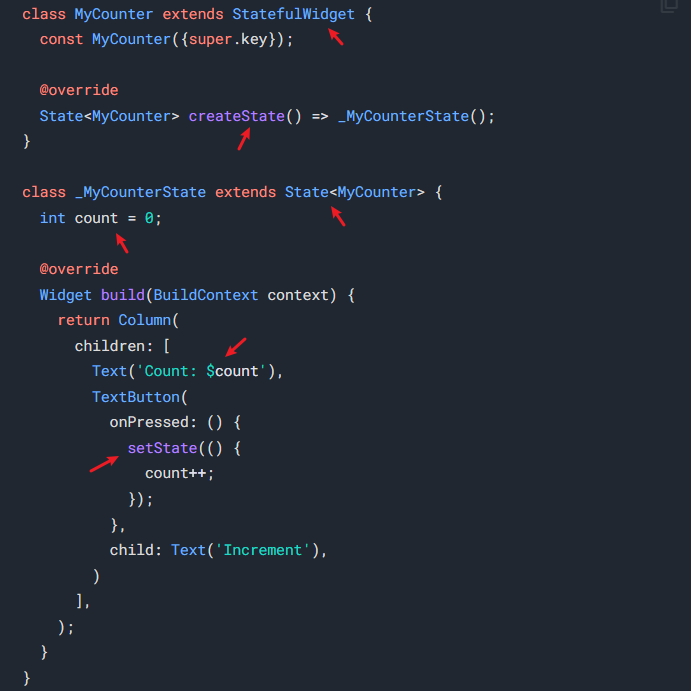 class MyCounter extends StatefulWidget {
  const MyCounter({super.key});

  @override
  State<MyCounter> createState() => _MyCounterState();
}

class _MyCounterState extends State<MyCounter> {
  int count = 0;

  @override
  Widget build(BuildContext context) {
    return Column(
      children: [
        Text('Count: $count'),
        TextButton(
          onPressed: () {
            setState(() {
              count++;
            });
          },
          child: Text('Increment'),
        )
      ],
    );
  }
}